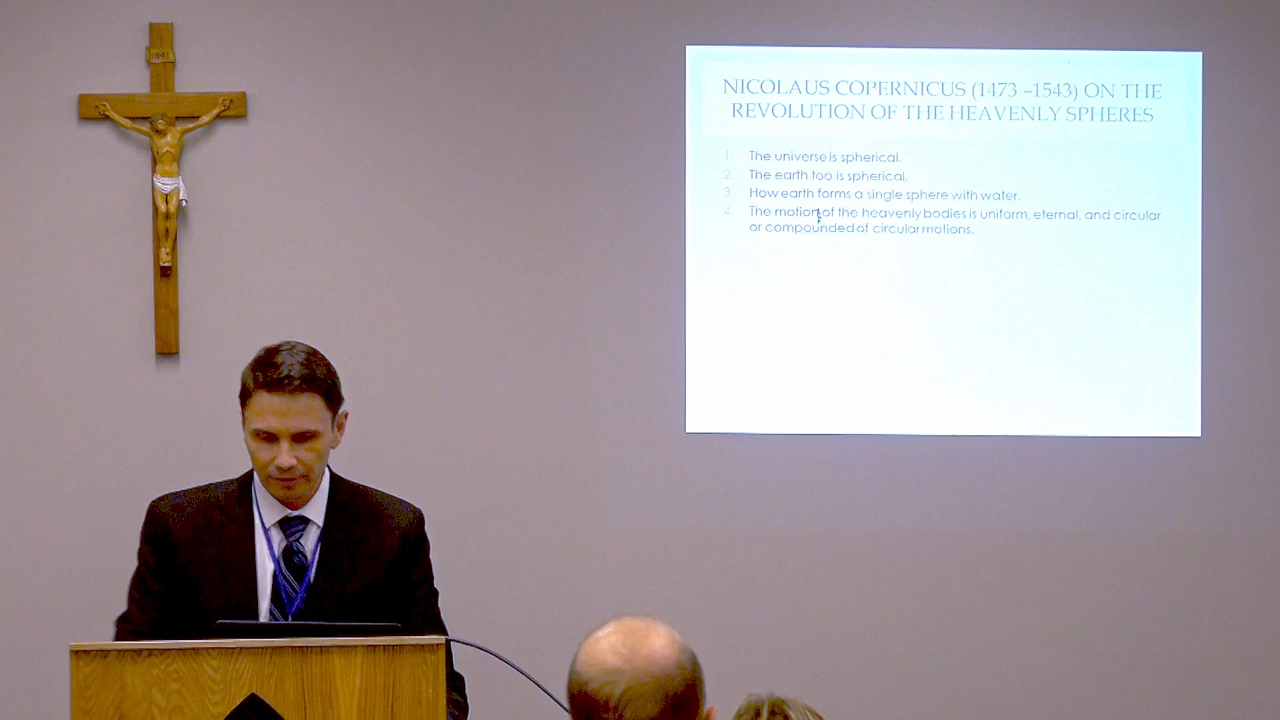 INRI
NICOLAUS COPERNICUS (1473 –1543) ON THE
REVOLUTION OF THE HEAVENLY SPHERES
1. The universe is spherical.
2. The earth too is spherical.
3. How earth forms a single sphere with water.
4. The motion of the heavenly bodies is uniform, eternal, and circular
or compounded of circular motions.